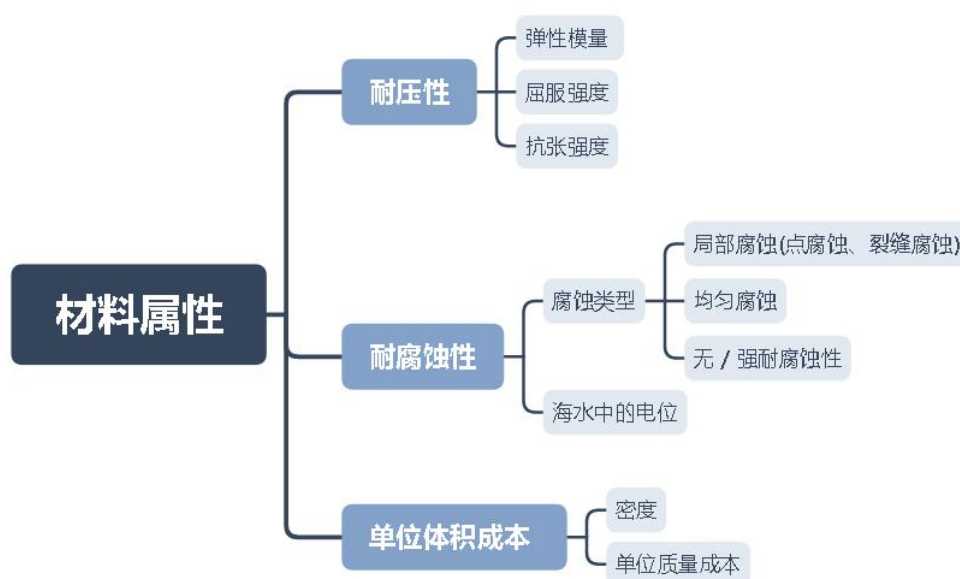 材料属性
耐压性
弹性模量
屈服强度
抗张强度
耐腐蚀性
腐蚀类型
局部腐蚀(点腐蚀、裂缝腐蚀)
均匀腐蚀
无 / 强耐腐蚀性
海水中的电位
单位体积成本
密度
单位质量成本